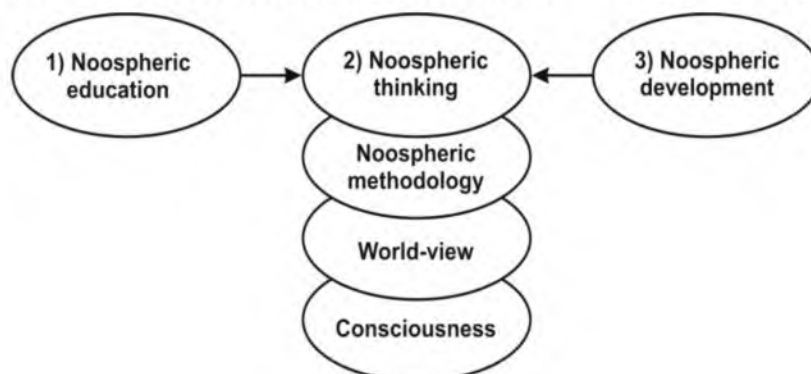 1) Noospheric
education
2) Noospheric
thinking
3) Noospheric
development
Noospheric
methodology
World-view
Consciousness